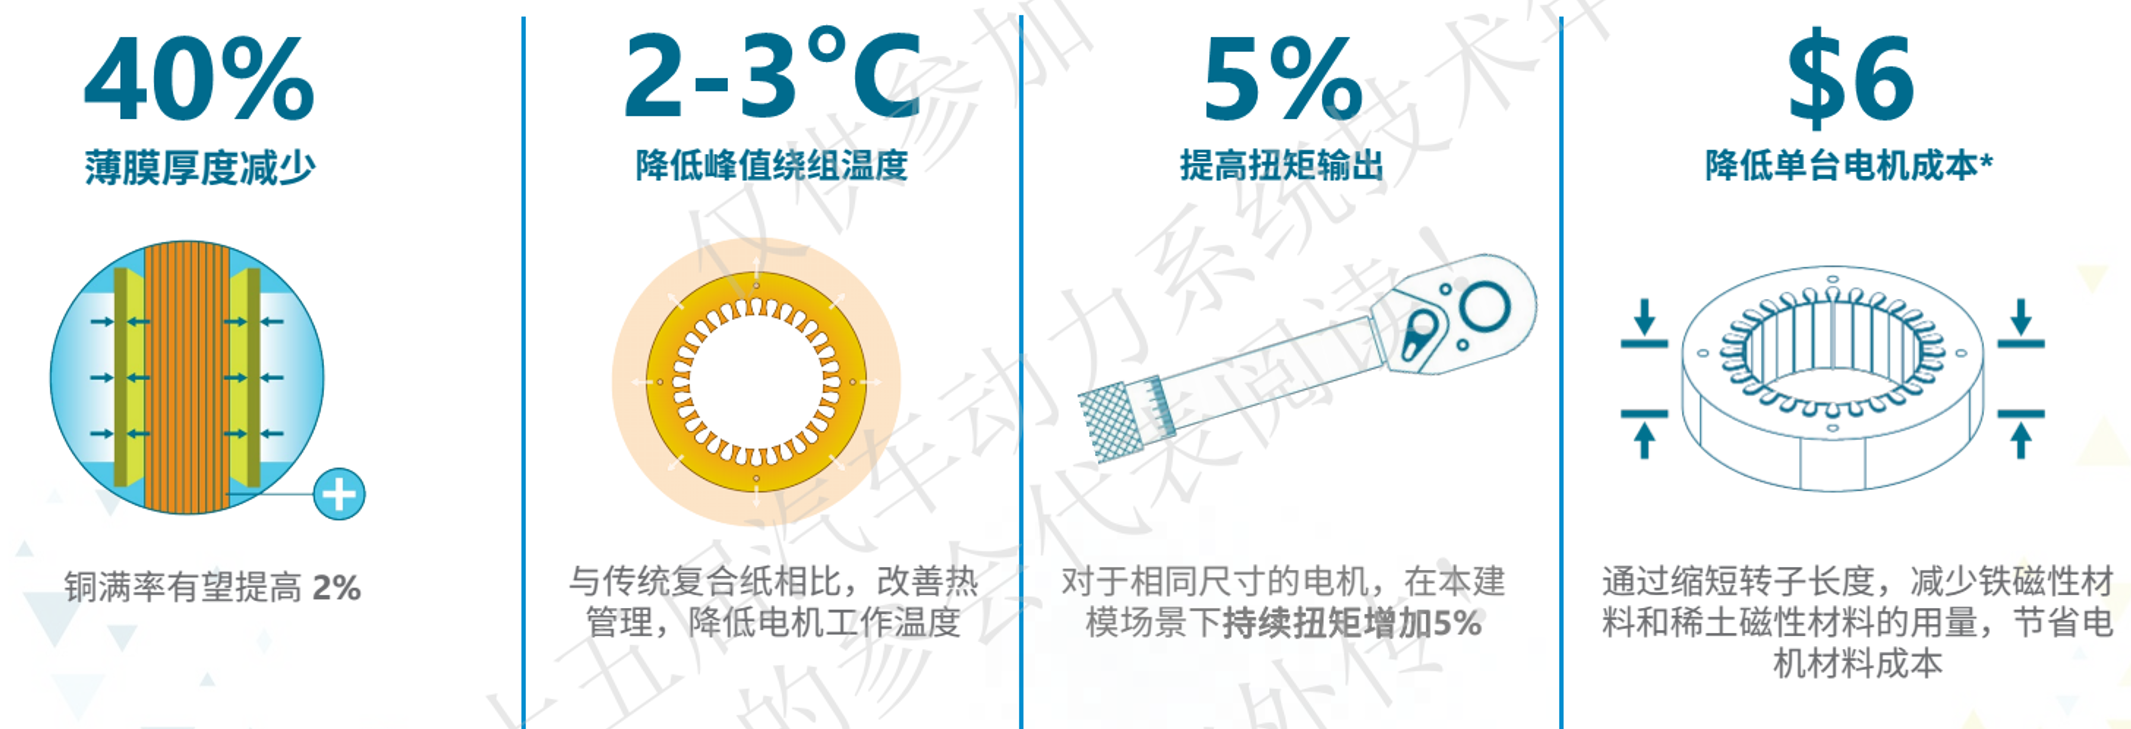 40%
薄膜厚度减少
铜满率有望提高 2%
2-3°C
降低峰值绕组温度
与传统复合纸相比，改善热
管理，降低电机工作温度
5%
提高扭矩输出
对于相同尺寸的电机，在本建
模场景下持续扭矩增加5%
$6
降低单台电机成本*
通过缩短转子长度，减少铁磁性材
料和稀土磁性材料的用量，节省电
机材料成本
仅供参加
十五届汽车动力系统技术年
的参会代表阅读！
外传！